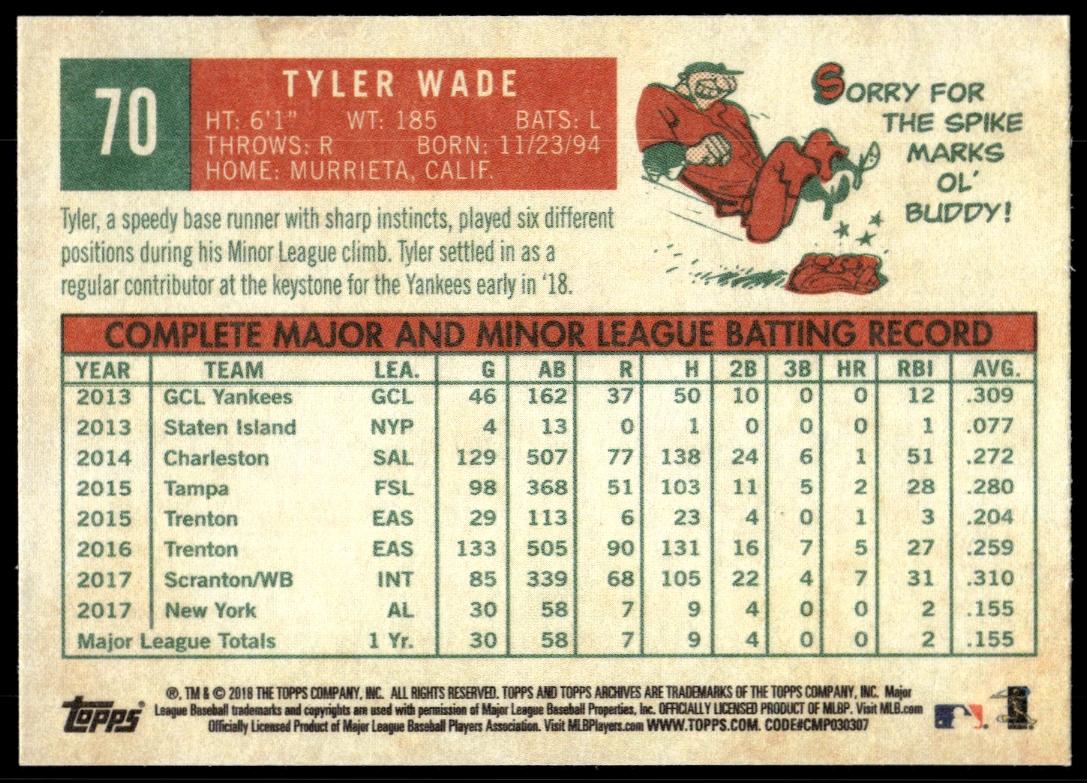 70
TYLER WADE
HT: 6'1" WT: 185 BATS: L
THROWS: R BORN: 11/23/94
HOME: MURRIETA, CALIF.
SORRY FOR
THE SPIKE
MARKS
OL'
BUDDY!
Tyler, a speedy base runner with sharp instincts, played six different
positions during his Minor League climb. Tyler settled in as a
regular contributor at the keystone for the Yankees early in '18.
COMPLETE MAJOR AND MINOR LEAGUE BATTING RECORD
YEAR TEAM LEA. G AB R H 2B 3B HR RBI AVG.
2013 GCL Yankees GCL 46 162 37 50 10 0 0 12 .309
2013 Staten Island NYP 4 13 0 1 0 0 0 1 .077
2014 Charleston SAL 129 507 77 138 24 6 1 51 .272
2015 Tampa FSL 98 368 51 103 11 5 2 28 .280
2015 Trenton EAS 29 113 6 23 4 0 1 3 .204
2016 Trenton EAS 133 505 90 131 16 7 5 27 .259
2017 Scranton/WB INT 85 339 68 105 22 4 7 31 .310
2017 New York AL 30 58 7 9 4 0 0 2 .155
Major League Totals 1 Yr. 30 58 7 9 4 0 0 2 .155
topps
®, TM & © 2018 THE TOPPS COMPANY, INC. ALL RIGHTS RESERVED. TOPPS AND TOPPS ARCHIVES ARE TRADEMARKS OF THE TOPPS COMPANY, INC. Major
League Baseball trademarks and copyrights are used with permission of Major League Baseball Properties, Inc. OFFICIALLY LICENSED PRODUCT OF MLBP. Visit MLB.com
Officially Licensed Product of Major League Baseball Players Association. Visit MLBPlayers.com WWW.TOPPS.COM. CODE#CMP030307